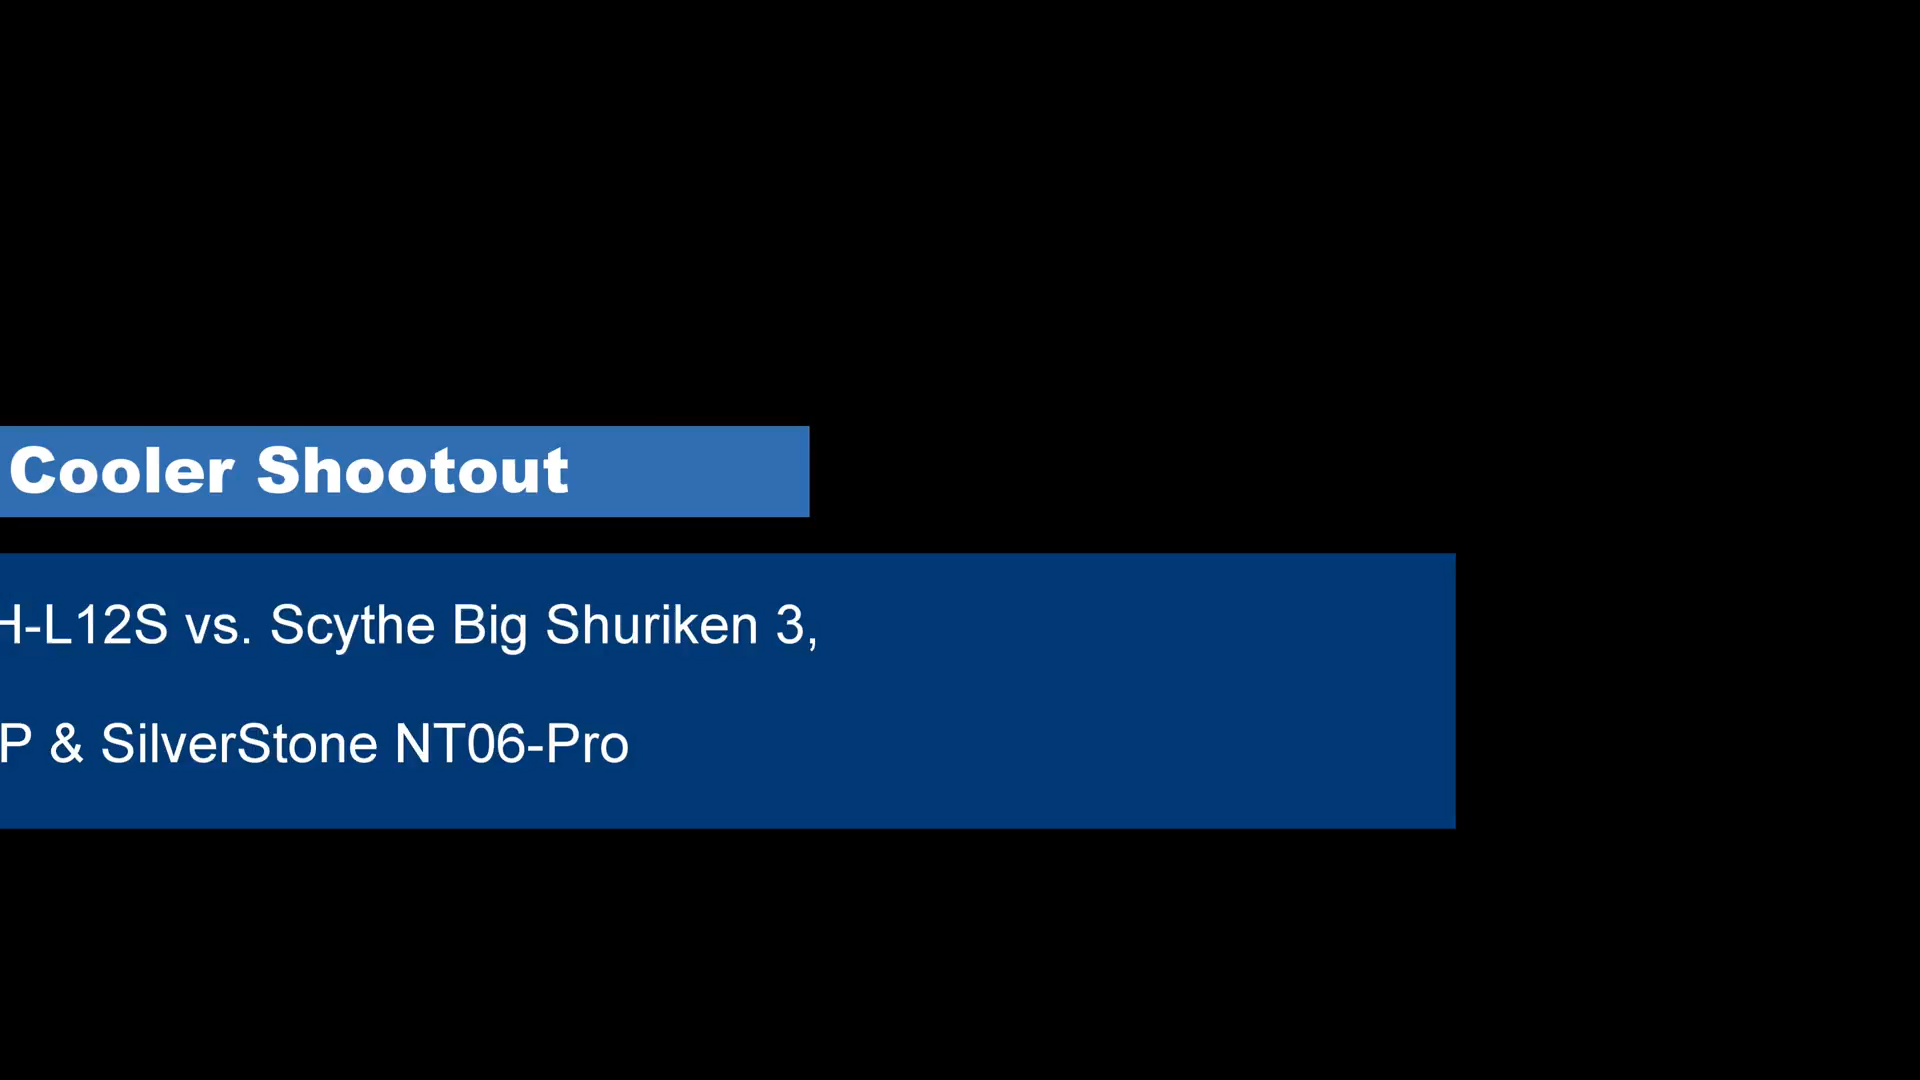 Cooler Shootout
H-L12S vs. Scythe Big Shuriken 3,
P & SilverStone NT06-Pro